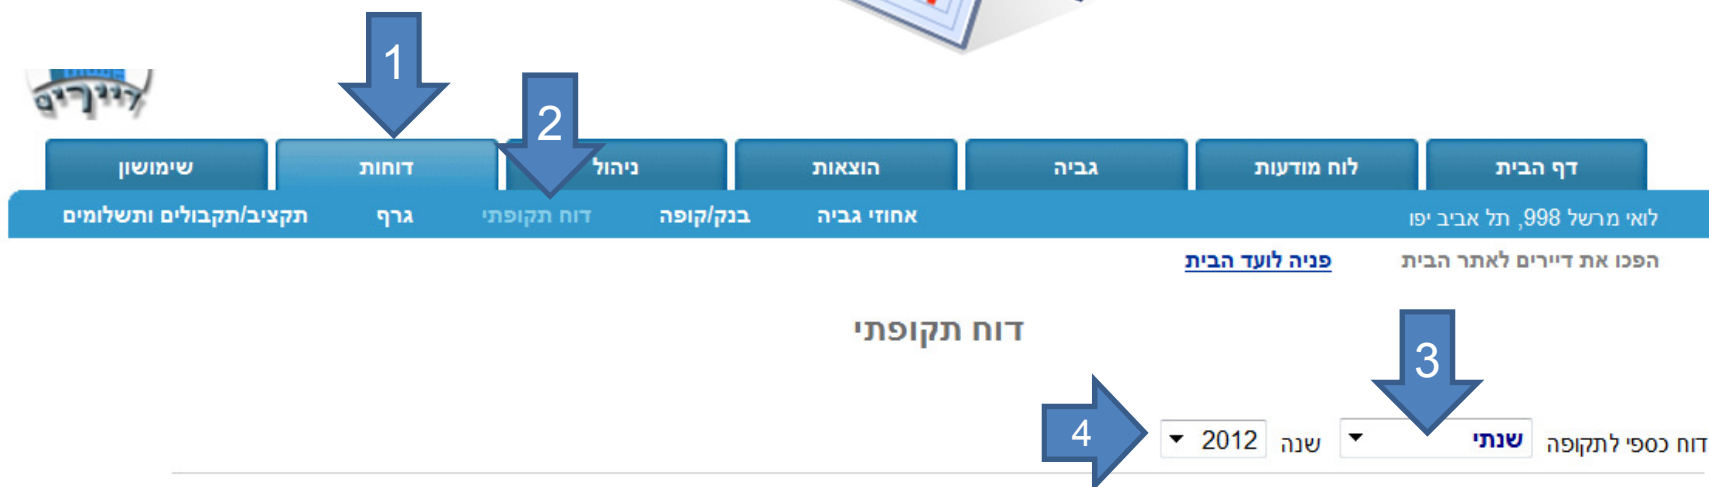 1
2
דיירים
דף הבית לוח מודעות גביה הוצאות ניהול דוחות שימושון
לואי מרשל 998, תל אביב יפו אחוזי גביה בנק/קופה דוח תקופתי גרף תקציב/תקבולים ותשלומים
הפכו את דיירים לאתר הבית פניה לועד הבית
דוח תקופתי
3
4
דוח כספי לתקופה שנתי שנה 2012